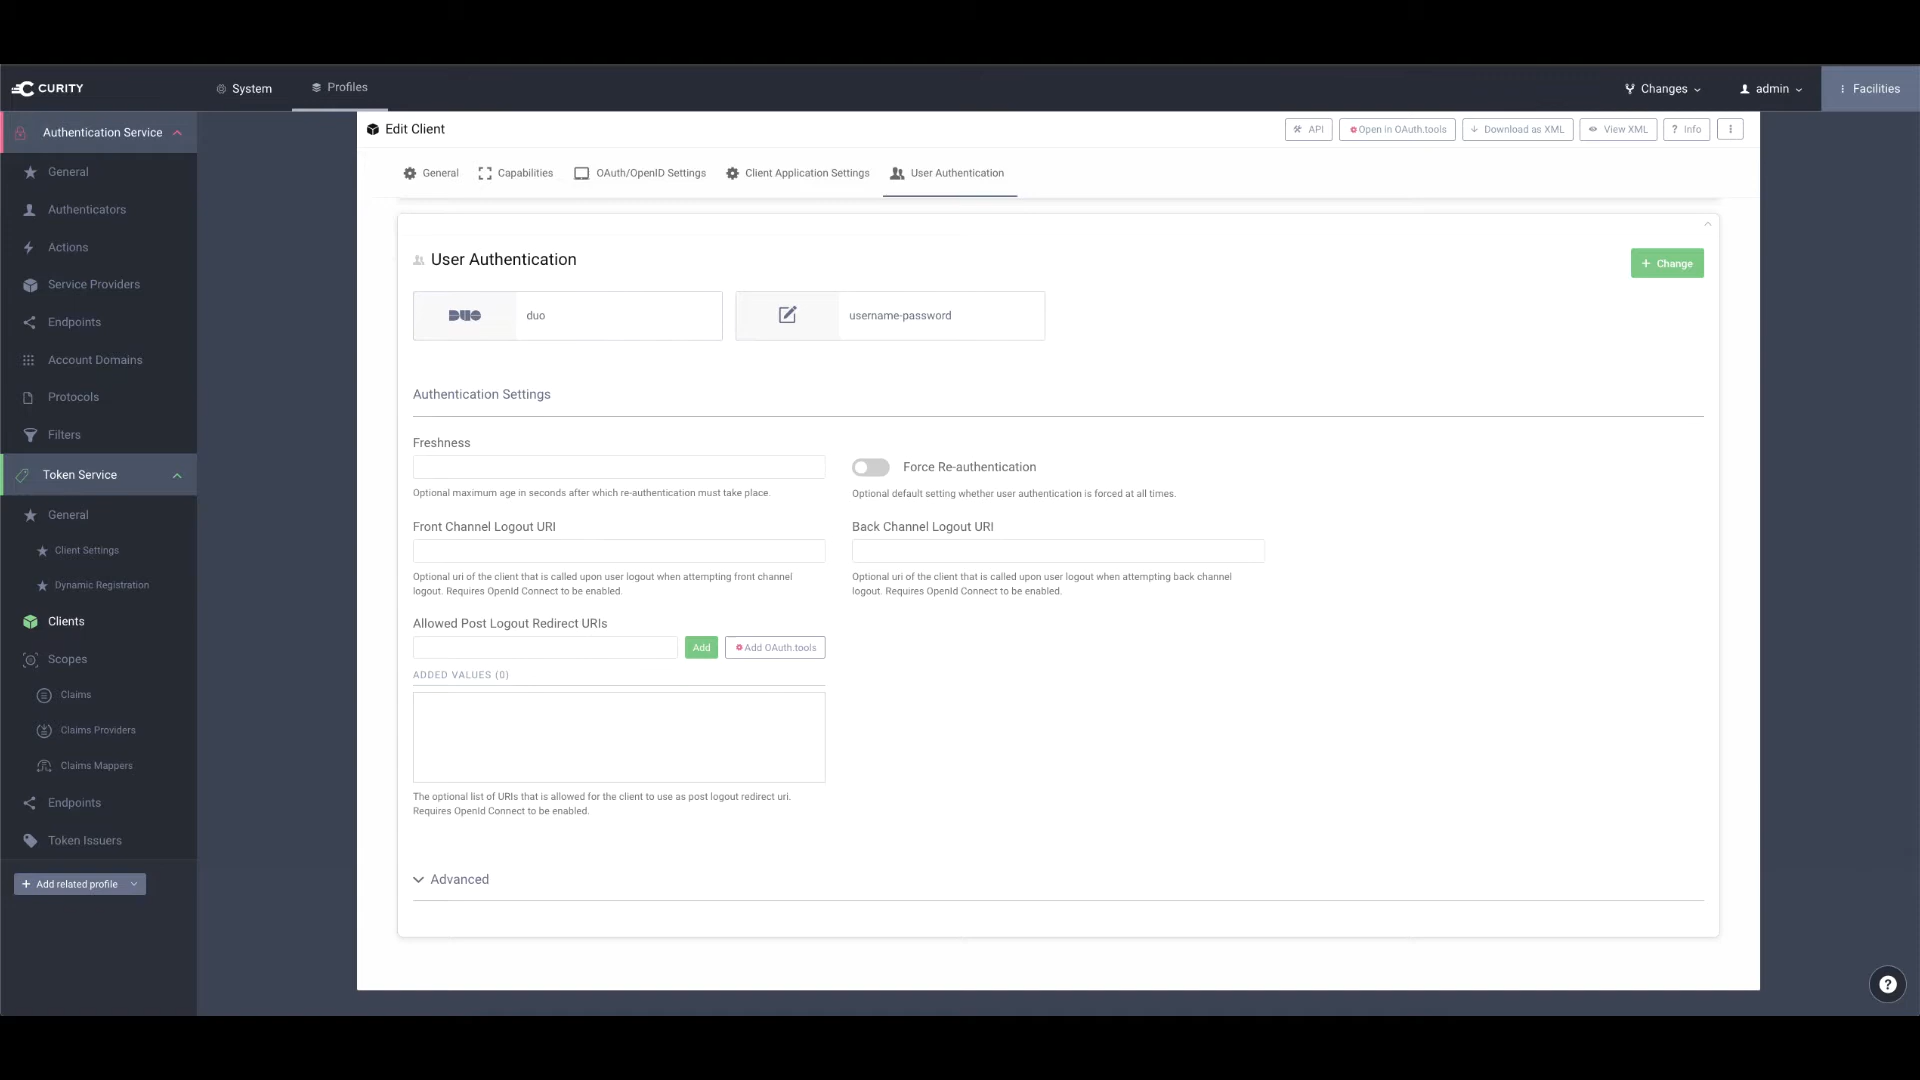 CURITY
System
Profiles
Changes
admin
Facilities
Authentication Service
General
Authenticators
Actions
Service Providers
Endpoints
Account Domains
Protocols
Filters
Token Service
General
Client Settings
Dynamic Registration
Clients
Scopes
Claims
Claims Providers
Claims Mappers
Endpoints
Token Issuers
+ Add related profile
Edit Client
API
Open in OAuth.tools
Download as XML
View XML
? Info
General
Capabilities
OAuth/OpenID Settings
Client Application Settings
User Authentication
User Authentication
+ Change
DUO
duo
username-password
Authentication Settings
Freshness
Optional maximum age in seconds after which re-authentication must take place.
Force Re-authentication
Optional default setting whether user authentication is forced at all times.
Front Channel Logout URI
Optional uri of the client that is called upon user logout when attempting front channel
logout. Requires OpenId Connect to be enabled.
Back Channel Logout URI
Optional uri of the client that is called upon user logout when attempting back channel
logout. Requires OpenId Connect to be enabled.
Allowed Post Logout Redirect URIs
Add
Add OAuth.tools
ADDED VALUES (0)
The optional list of URIs that is allowed for the client to use as post logout redirect uri.
Requires OpenId Connect to be enabled.
Advanced
?